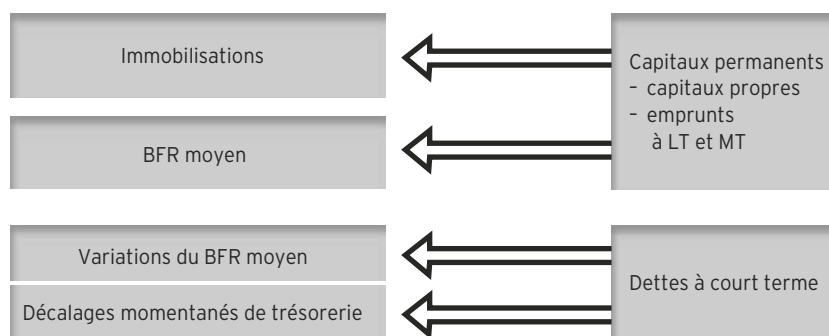 Immobilisations
BFR moyen
Capitaux permanents
– capitaux propres
– emprunts
à LT et MT
Variations du BFR moyen
Décalages momentanés de trésorerie
Dettes à court terme